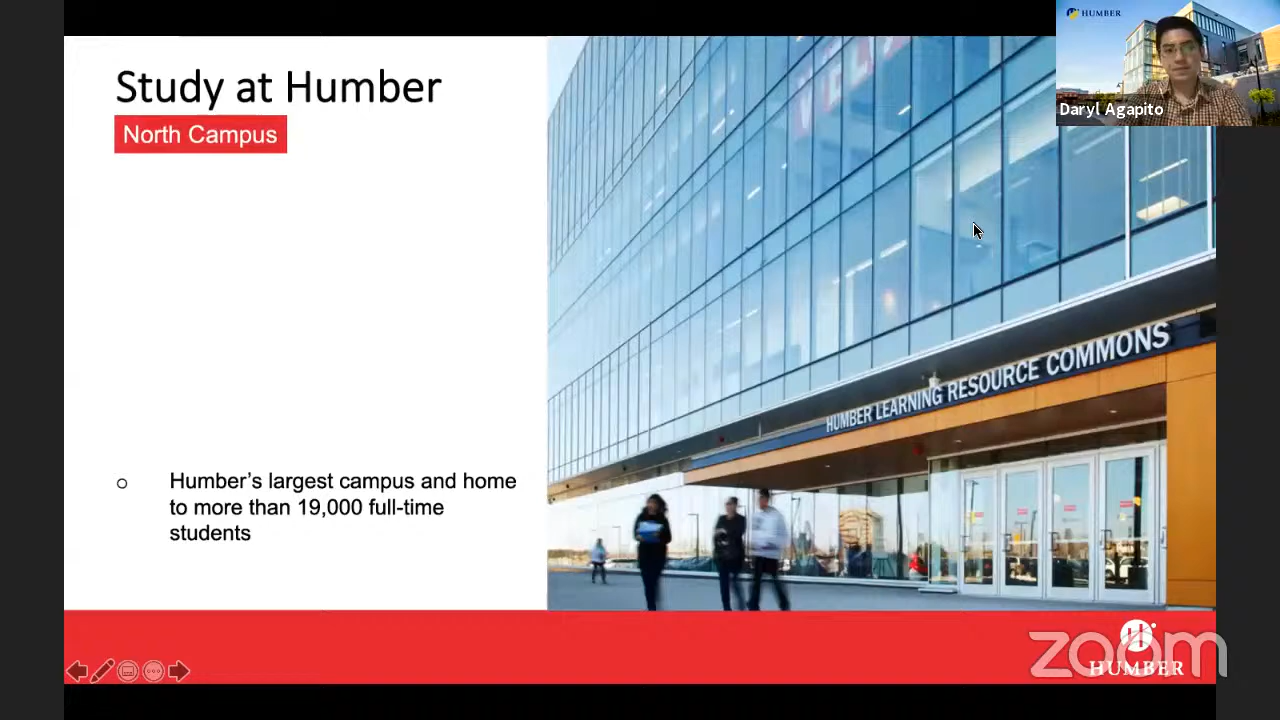 HUMBER
Daryl Agapito
Study at Humber
North Campus
HUMBER LEARNING RESOURCE COMMONS
○ Humber's largest campus and home
to more than 19,000 full-time
students
zoom
HUMBER